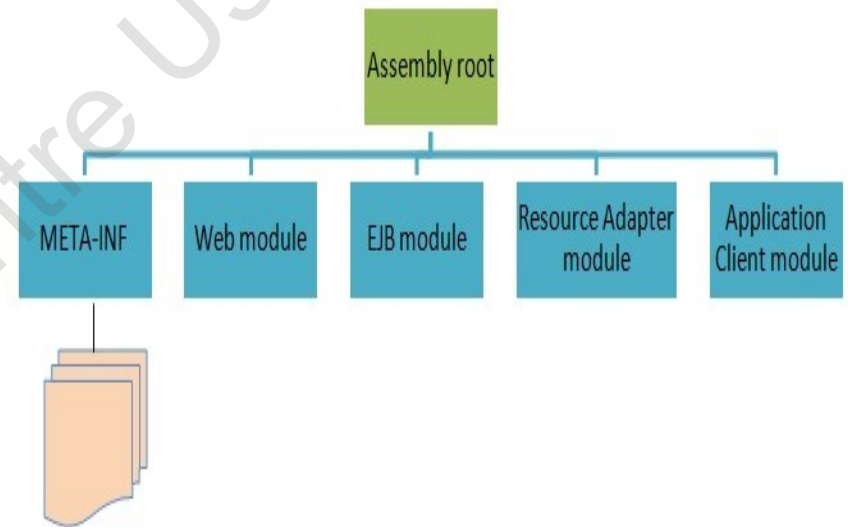 Assembly root
META-INF
Web module
EJB module
Resource Adapter
module
Application
Client module